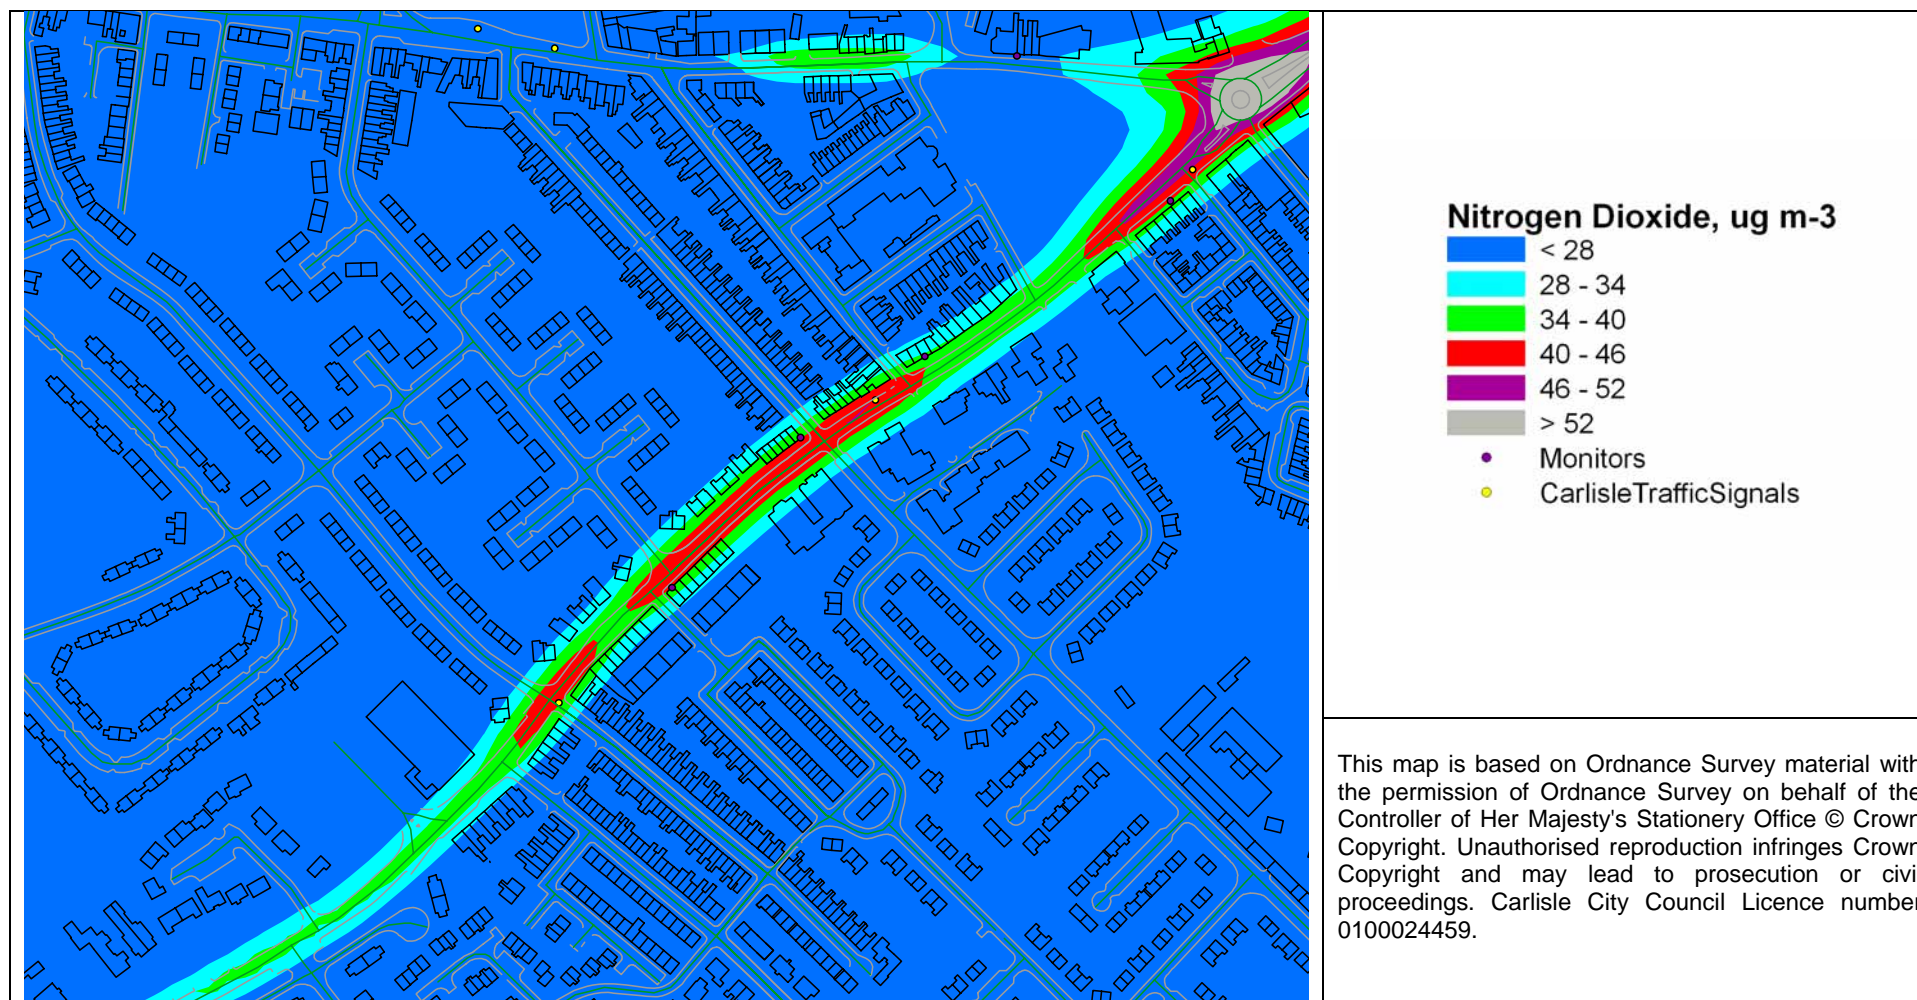 Nitrogen Dioxide, ug m-3
< 28
28 - 34
34 - 40
40 - 46
46 - 52
> 52
Monitors
CarlisleTrafficSignals
This map is based on Ordnance Survey material with
the permission of Ordnance Survey on behalf of the
Controller of Her Majesty's Stationery Office © Crown
Copyright. Unauthorised reproduction infringes Crown
Copyright and may lead to prosecution or civi
proceedings. Carlisle City Council Licence number
0100024459.